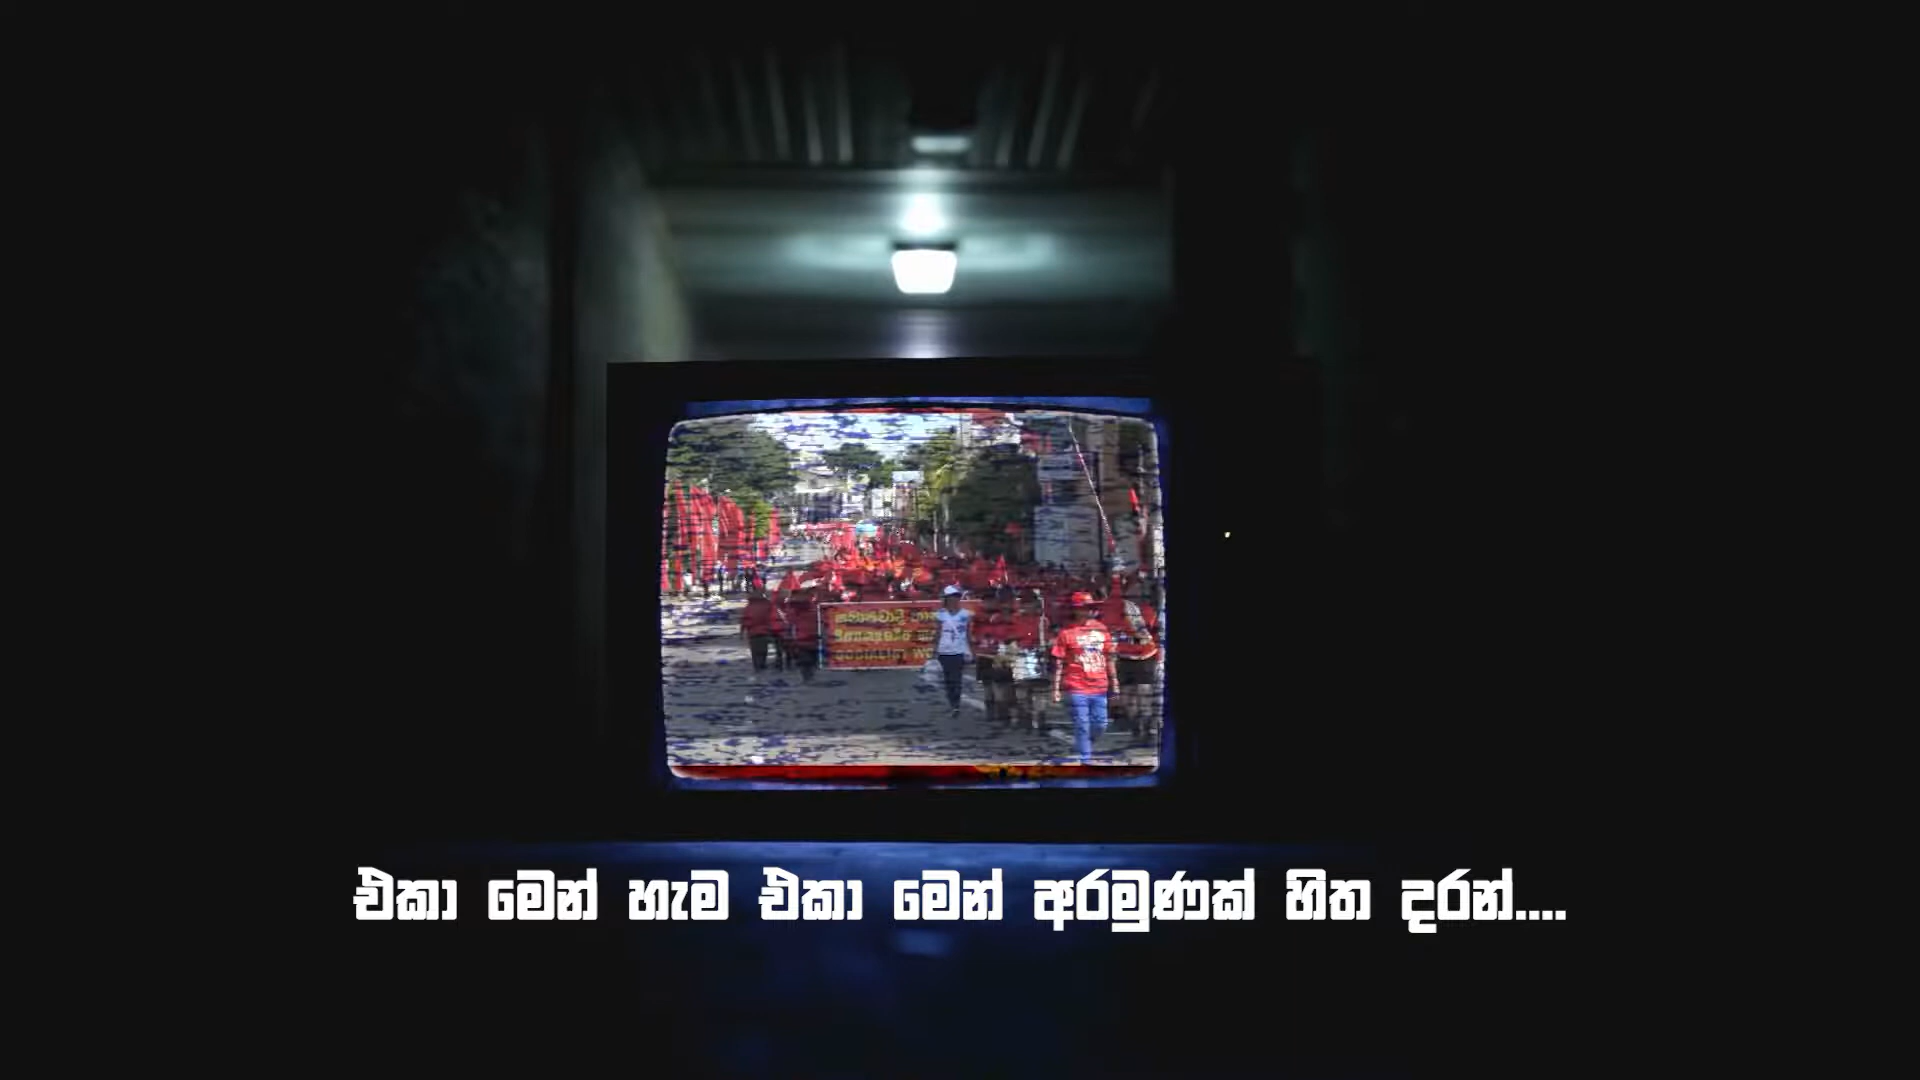 එකා මෙන් හැම එකා මෙන් අරමුණක් හිත දරන්....